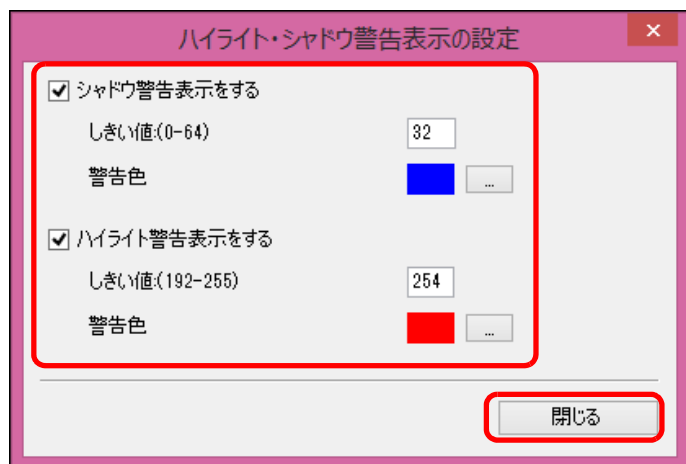 ハイライト・シャドウ警告表示の設定
シャドウ警告表示をする
しきい値:(0-64) 32
警告色 ...
ハイライト警告表示をする
しきい値:(192-255) 254
警告色 ...
閉じる